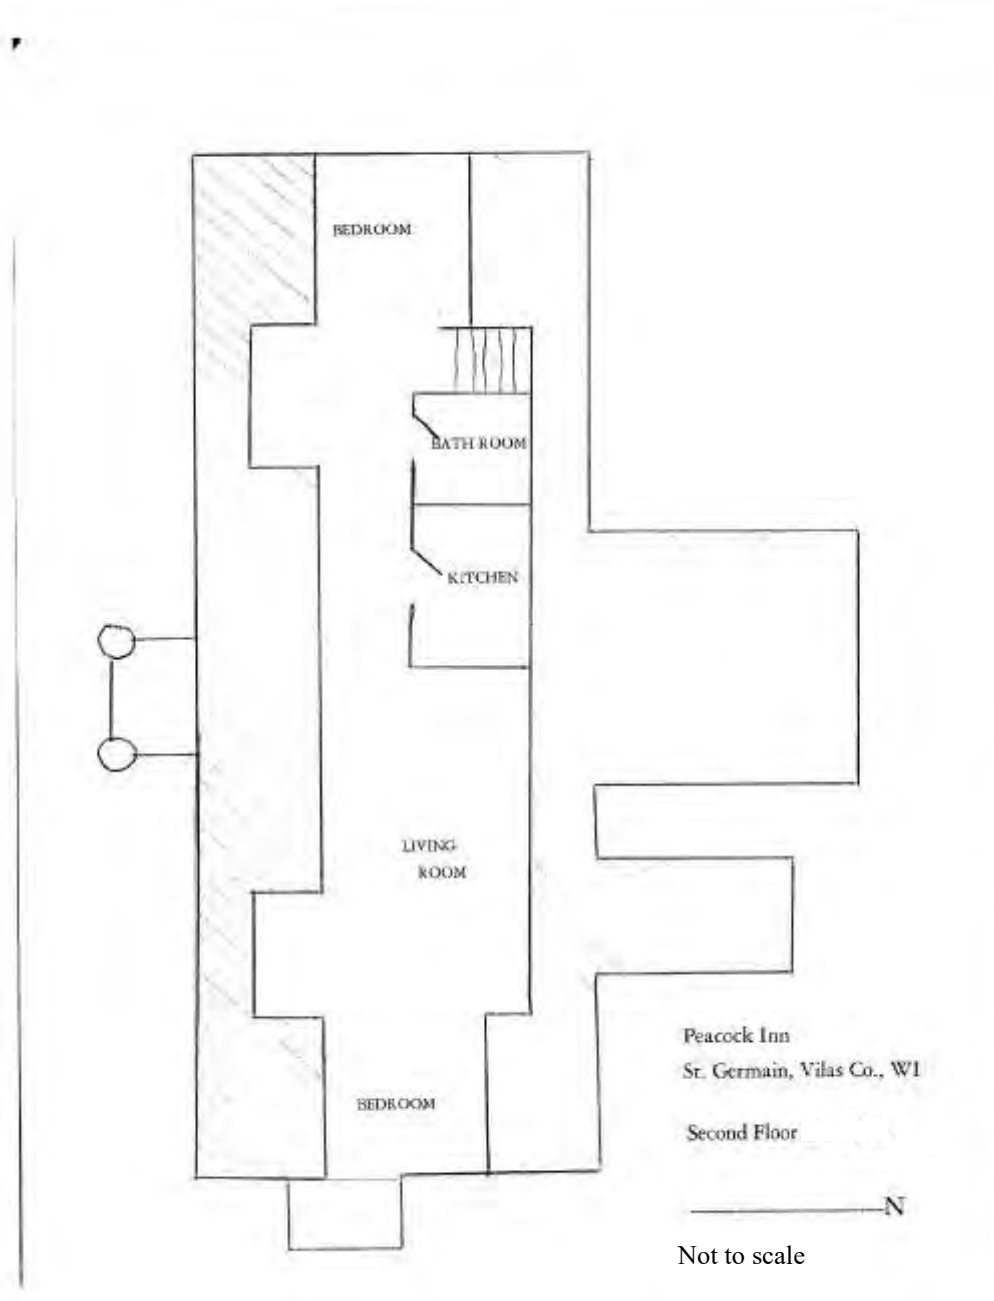 BEDROOM
BATH ROOM
KITCHEN
LIVING
ROOM
BEDROOM
Peacock Inn
St. Germain, Vilas Co., WI
Second Floor
N
Not to scale